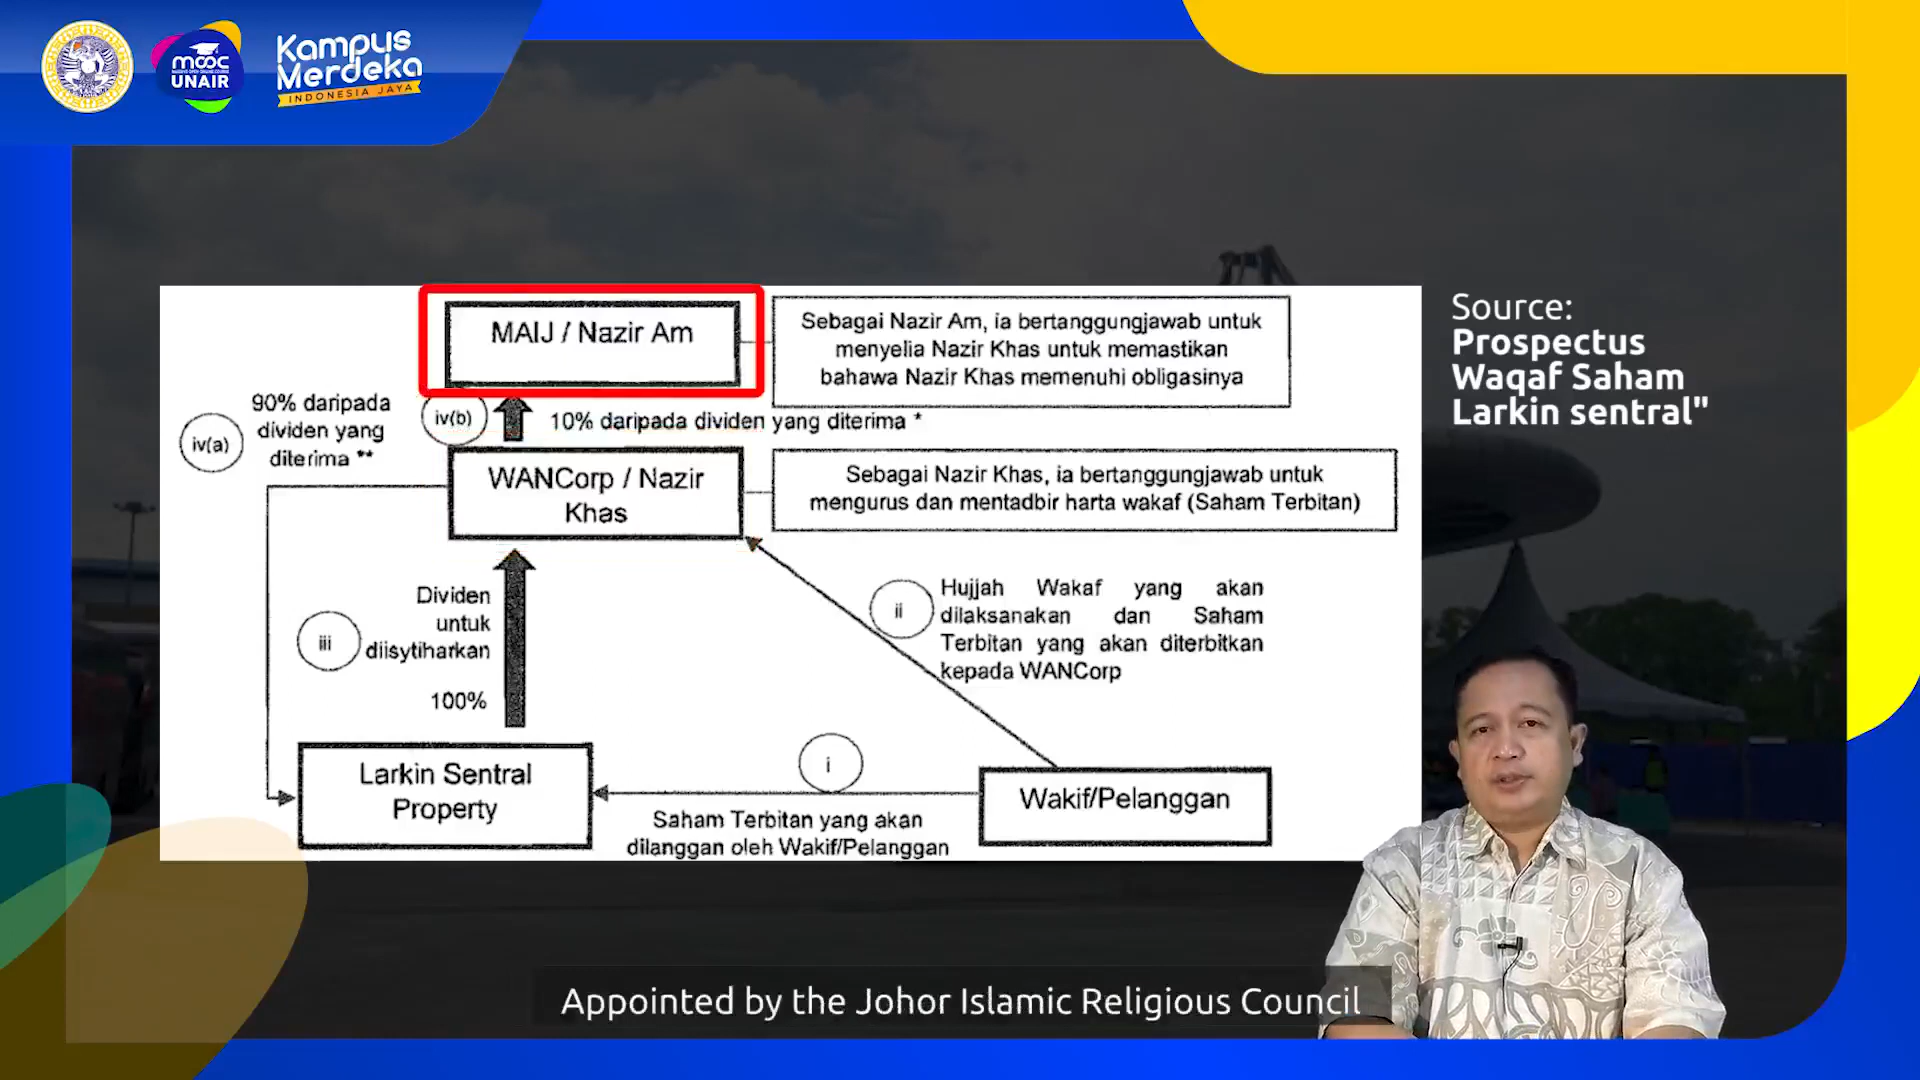 mooc
UNAIR
Kampus
Merdeka
INDONESIA JAYA
MAIJ / Nazir Am
Sebagai Nazir Am, ia bertanggungjawab untuk
menyelia Nazir Khas untuk memastikan
bahawa Nazir Khas memenuhi obligasinya
Source:
Prospectus
Waqaf Saham
Larkin sentral"
iv(a)
90% daripada
dividen yang
diterima **
iv(b)
10% daripada dividen yang diterima *
WANCorp / Nazir
Khas
Sebagai Nazir Khas, ia bertanggungjawab untuk
mengurus dan mentadbir harta wakaf (Saham Terbitan)
iii
Dividen
untuk
diisytiharkan
100%
ii
Hujjah Wakaf yang akan
dilaksanakan dan Saham
Terbitan yang akan diterbitkan
kepada WANCorp
Larkin Sentral
Property
i
Saham Terbitan yang akan
dilanggan oleh Wakif/Pelanggan
Wakif/Pelanggan
Appointed by the Johor Islamic Religious Council